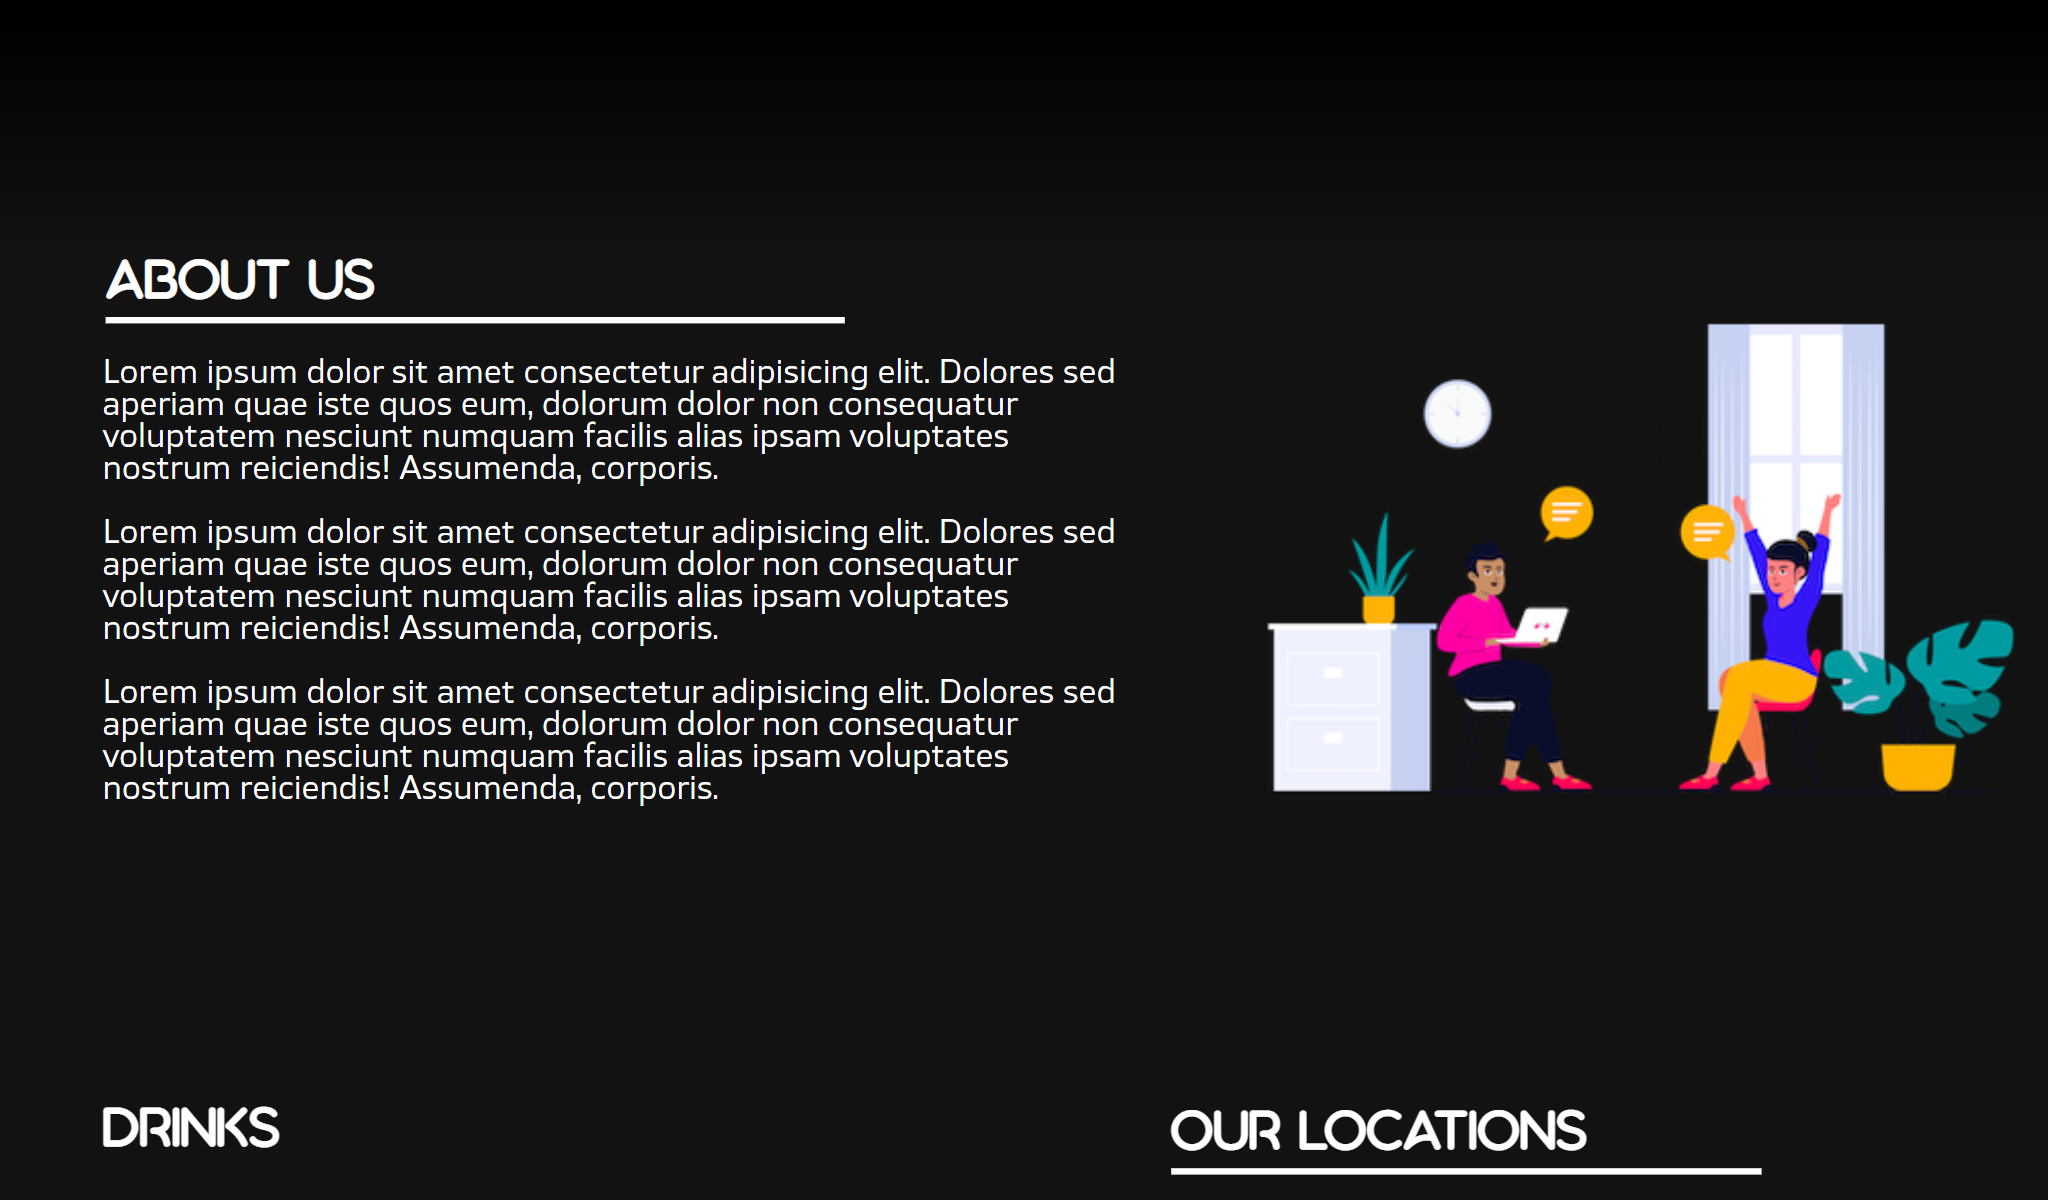 ABOUT US
Lorem ipsum dolor sit amet consectetur adipisicing elit. Dolores sed
aperiam quae iste quos eum, dolorum dolor non consequatur
voluptatem nesciunt numquam facilis alias ipsam voluptates
nostrum reiciendis! Assumenda, corporis.
Lorem ipsum dolor sit amet consectetur adipisicing elit. Dolores sed
aperiam quae iste quos eum, dolorum dolor non consequatur
voluptatem nesciunt numquam facilis alias ipsam voluptates
nostrum reiciendis! Assumenda, corporis.
Lorem ipsum dolor sit amet consectetur adipisicing elit. Dolores sed
aperiam quae iste quos eum, dolorum dolor non consequatur
voluptatem nesciunt numquam facilis alias ipsam voluptates
nostrum reiciendis! Assumenda, corporis.
DRINKS
OUR LOCATIONS